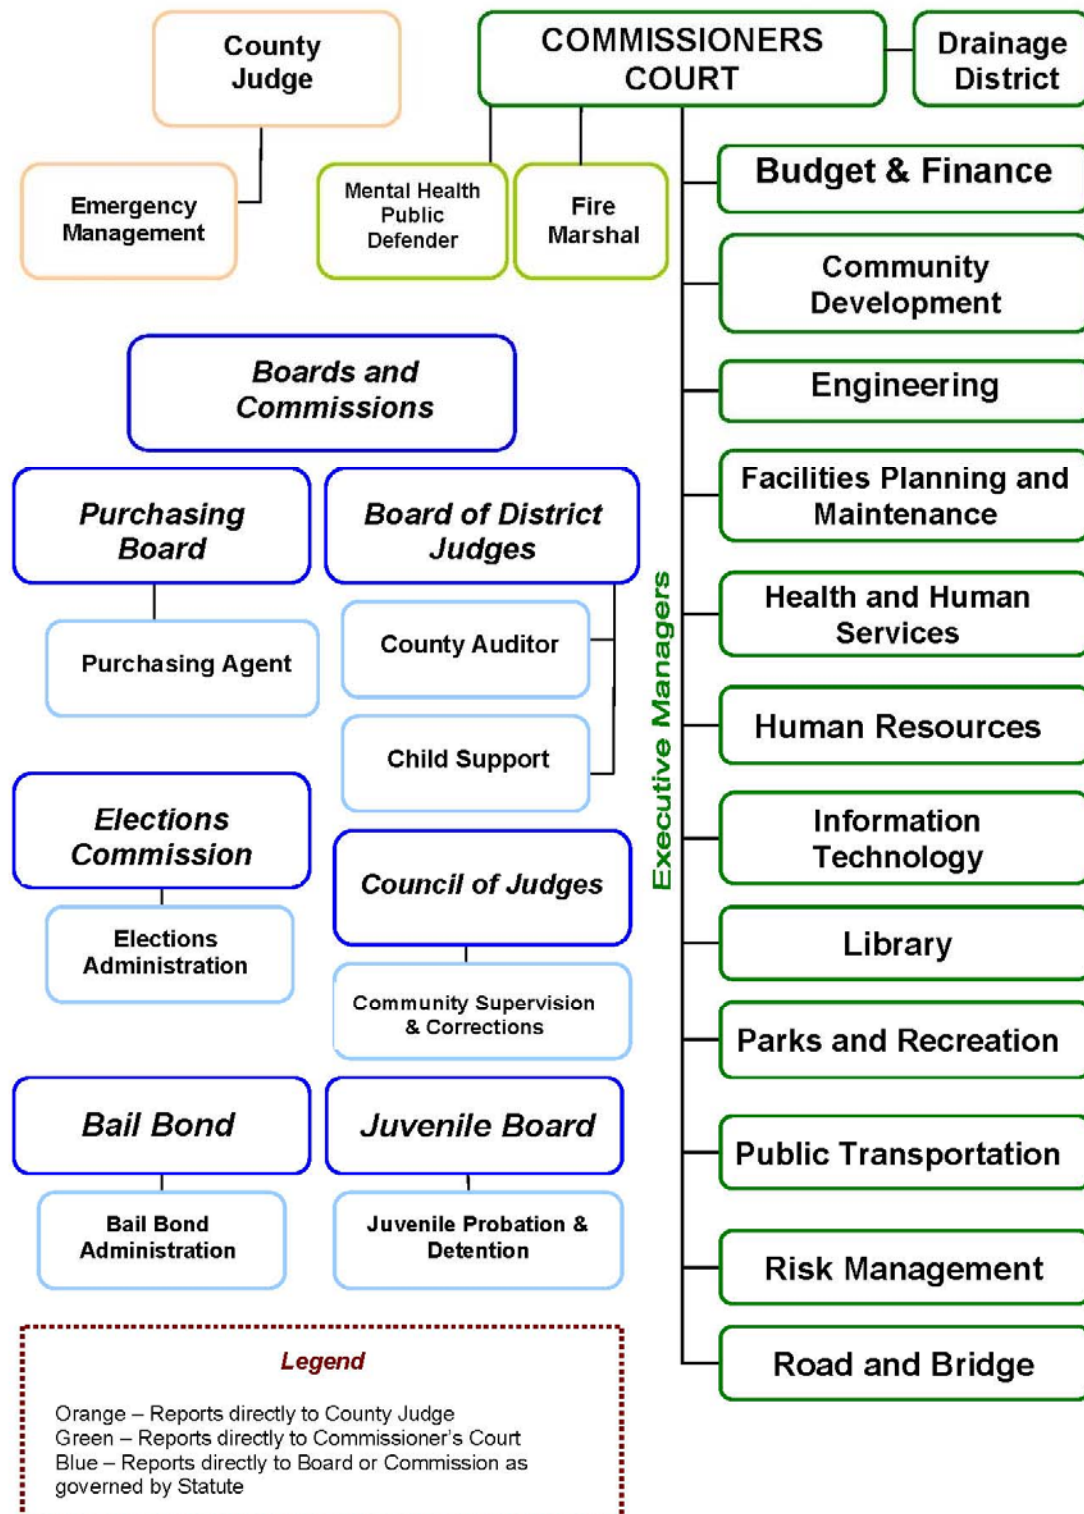 County
Judge
COMMISSIONERS
COURT
Drainage
District
Emergency
Management
Mental Health
Public
Defender
Fire
Marshal
Budget & Finance
Community
Development
Engineering
Facilities Planning and
Maintenance
Health and Human
Services
Human Resources
Information
Technology
Library
Parks and Recreation
Public Transportation
Risk Management
Road and Bridge
Executive Managers
Boards and
Commissions
Purchasing
Board
Purchasing Agent
Board of District
Judges
County Auditor
Child Support
Elections
Commission
Elections
Administration
Council of Judges
Community Supervision
& Corrections
Bail Bond
Bail Bond
Administration
Juvenile Board
Juvenile Probation &
Detention
Legend
Orange – Reports directly to County Judge
Green – Reports directly to Commissioner's Court
Blue – Reports directly to Board or Commission as
governed by Statute